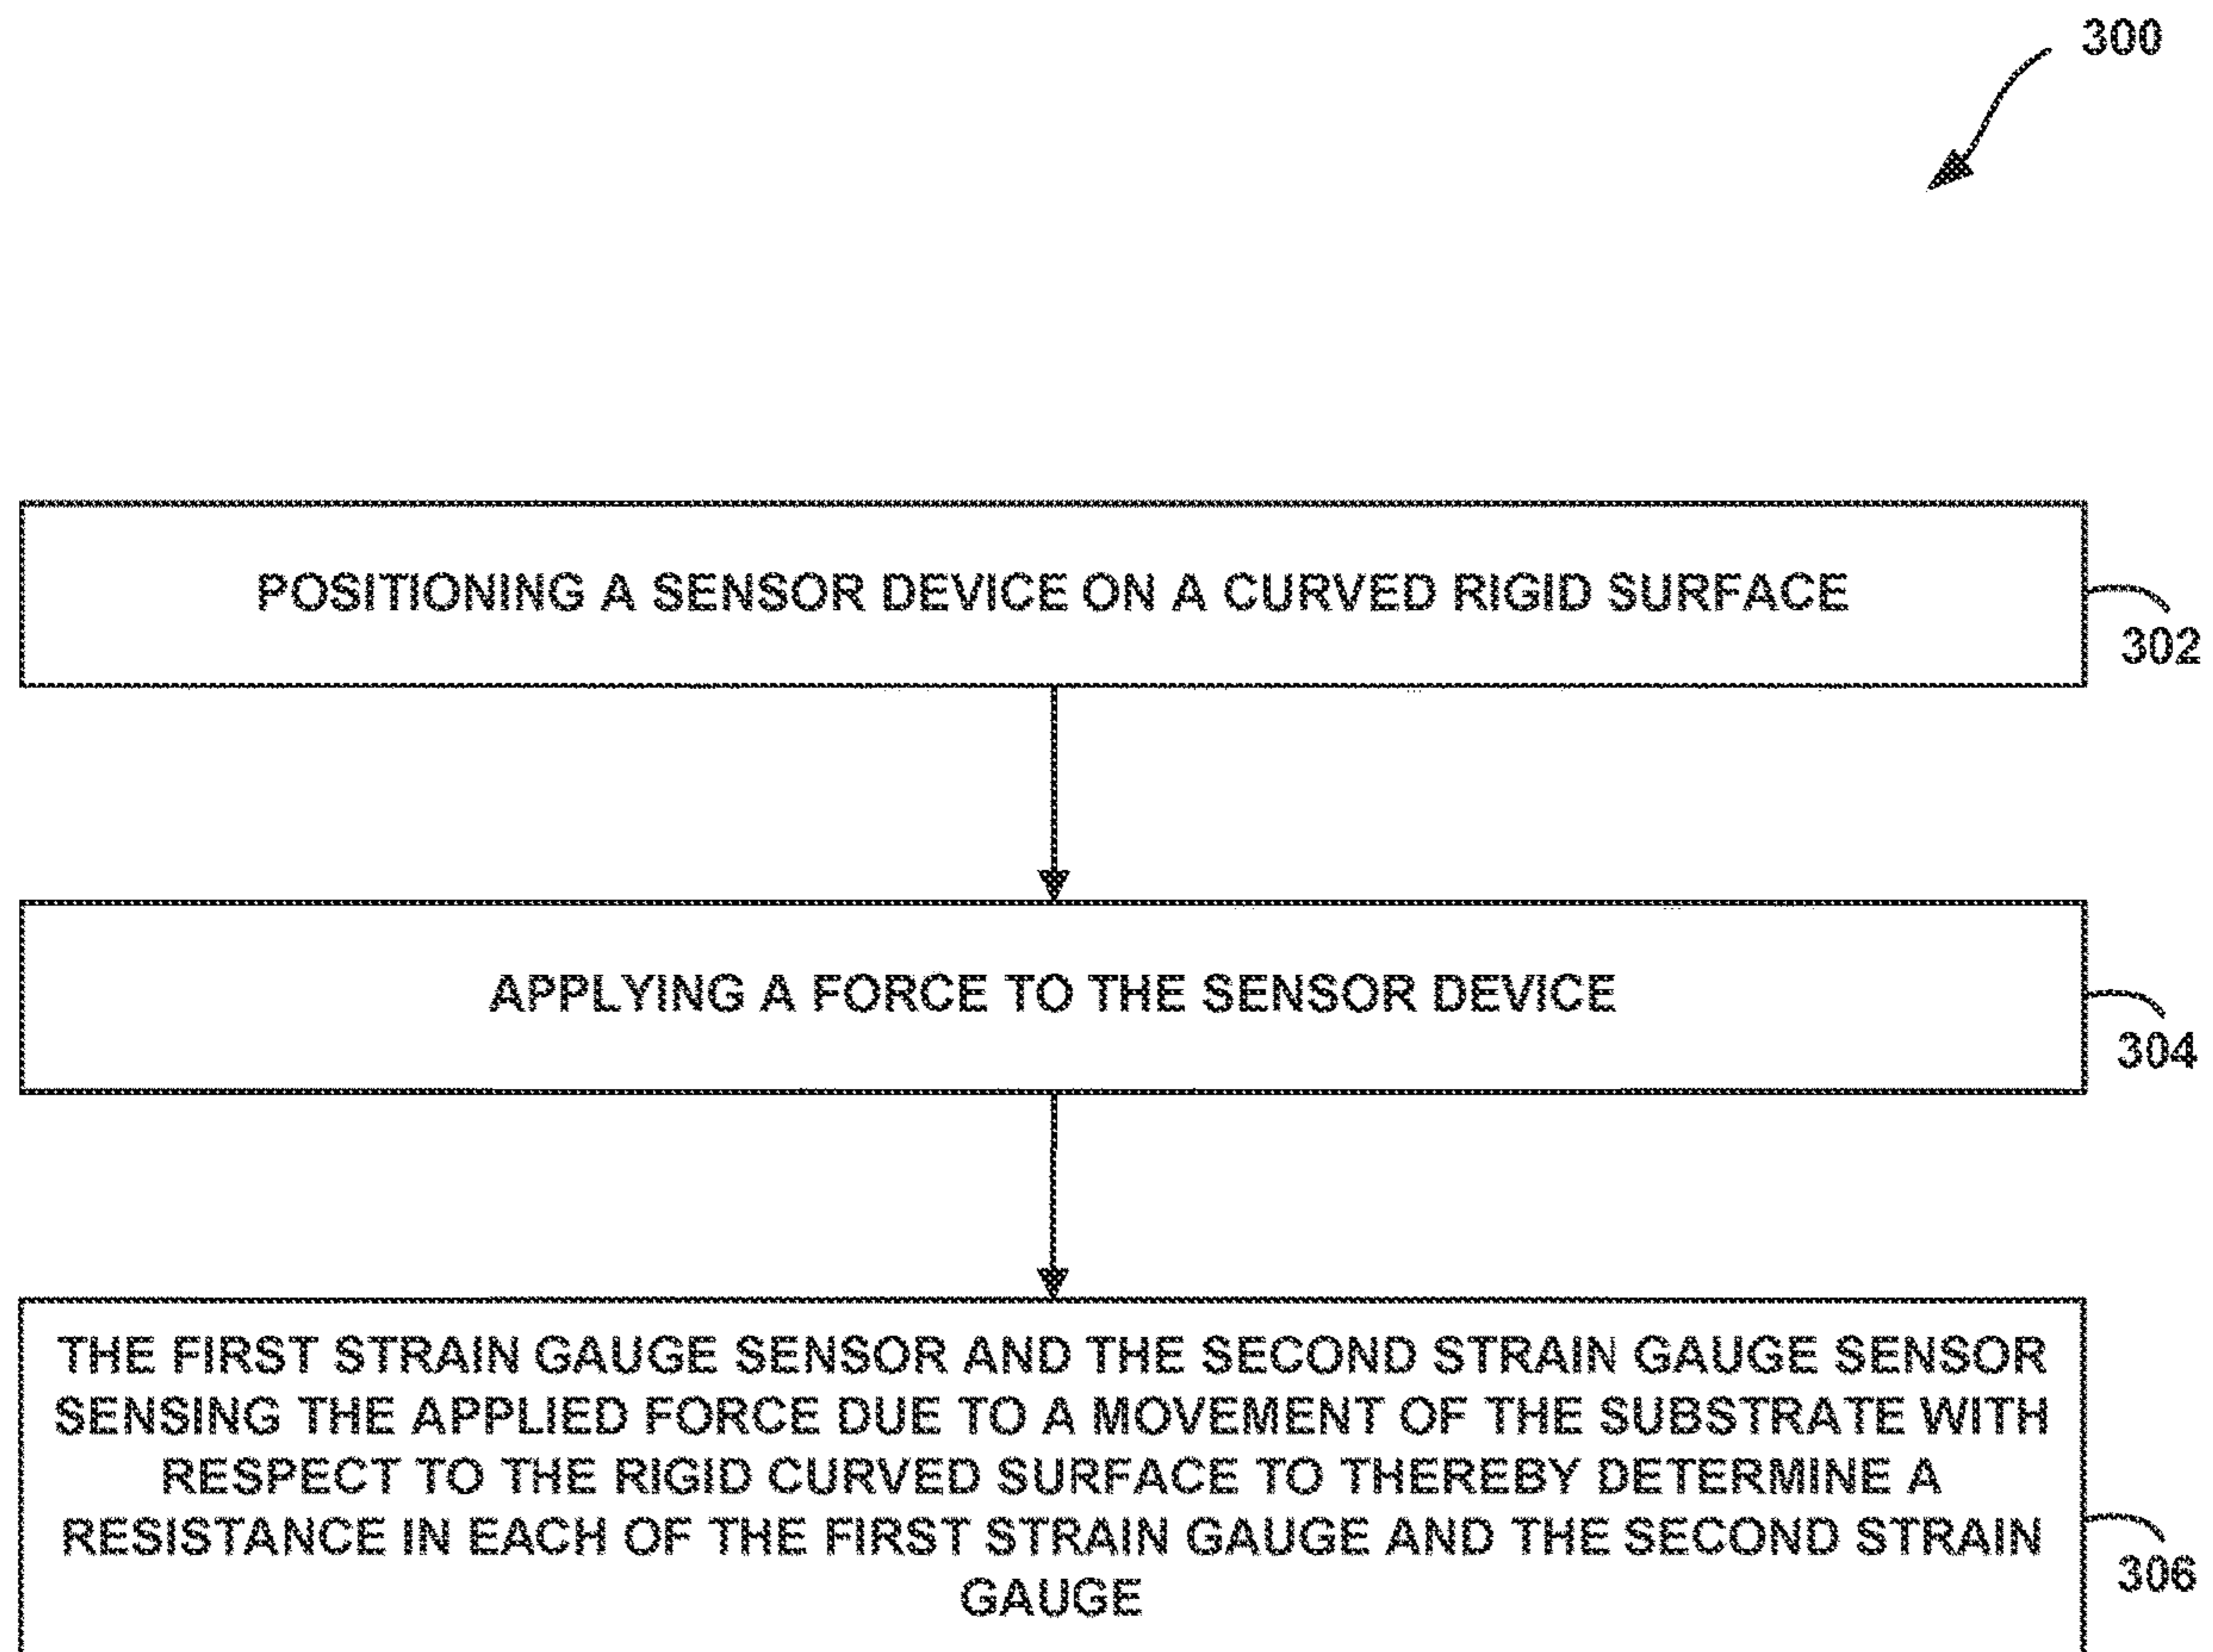 300
POSITIONING A SENSOR DEVICE ON A CURVED RIGID SURFACE
302
APPLYING A FORCE TO THE SENSOR DEVICE
304
THE FIRST STRAIN GAUGE SENSOR AND THE SECOND STRAIN GAUGE SENSOR
SENSING THE APPLIED FORCE DUE TO A MOVEMENT OF THE SUBSTRATE WITH
RESPECT TO THE RIGID CURVED SURFACE TO THEREBY DETERMINE A
RESISTANCE IN EACH OF THE FIRST STRAIN GAUGE AND THE SECOND STRAIN
GAUGE
306